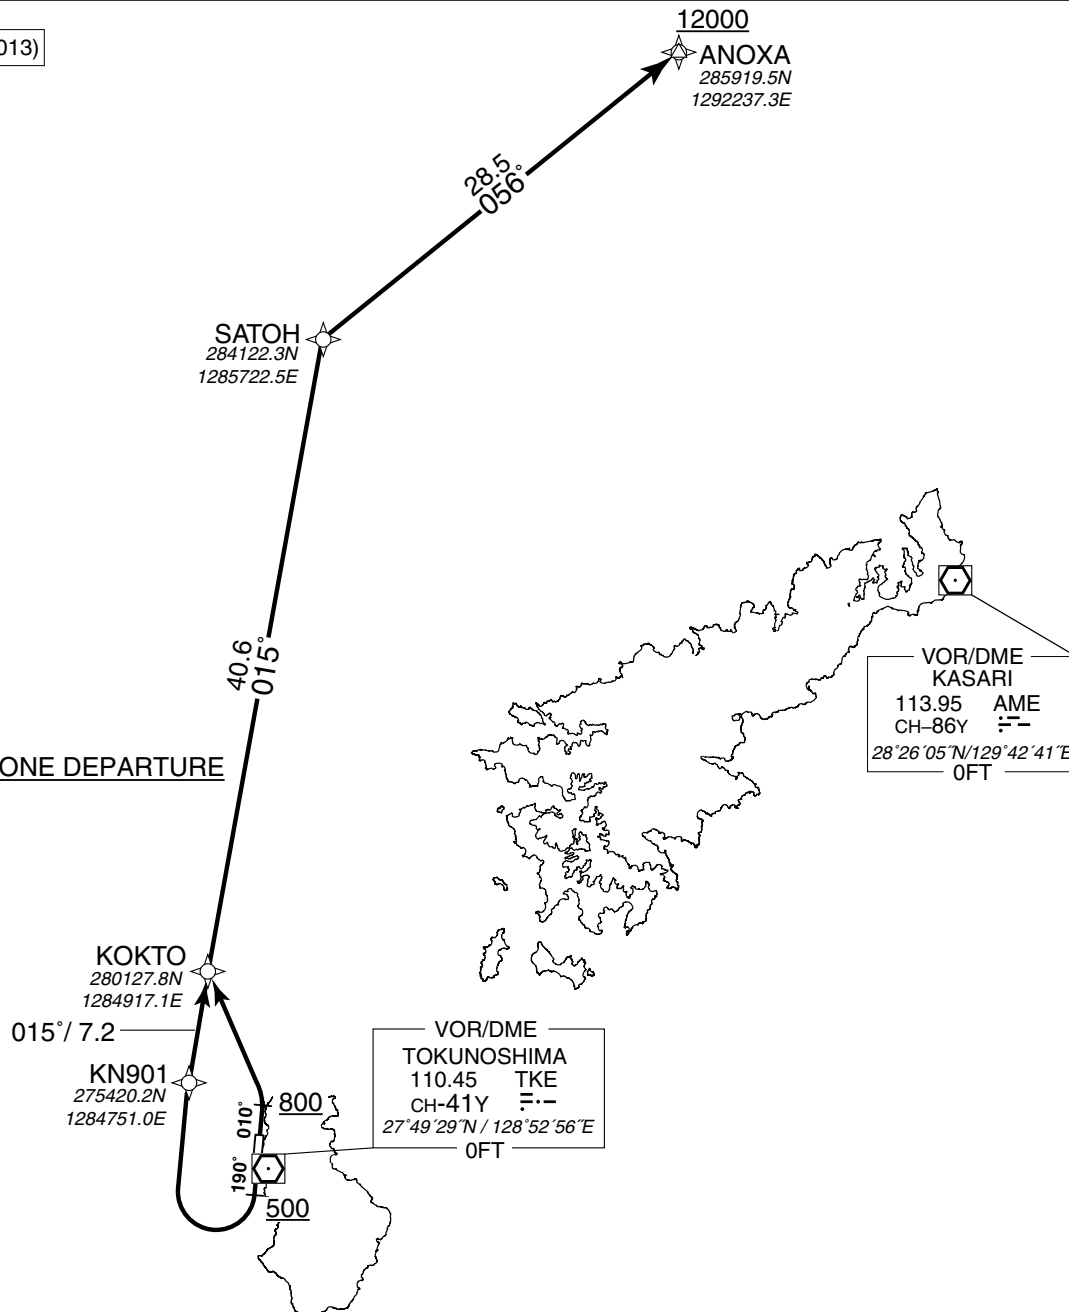 013)
12000
ANOXA
285919.5N
1292237.3E
28.5
056°
SATOH
284122.3N
1285722.5E
40.6
015°
VOR/DME
KASARI
113.95 AME
CH–86Y
28°26´05˝N/129°42´41˝E
0FT
ONE DEPARTURE
KOKTO
280127.8N
1284917.1E
015°/ 7.2
KN901
275420.2N
1284751.0E
VOR/DME
TOKUNOSHIMA
110.45 TKE
CH-41Y
27°49´29˝N / 128°52´56˝E
0FT
800
010°
190°
500